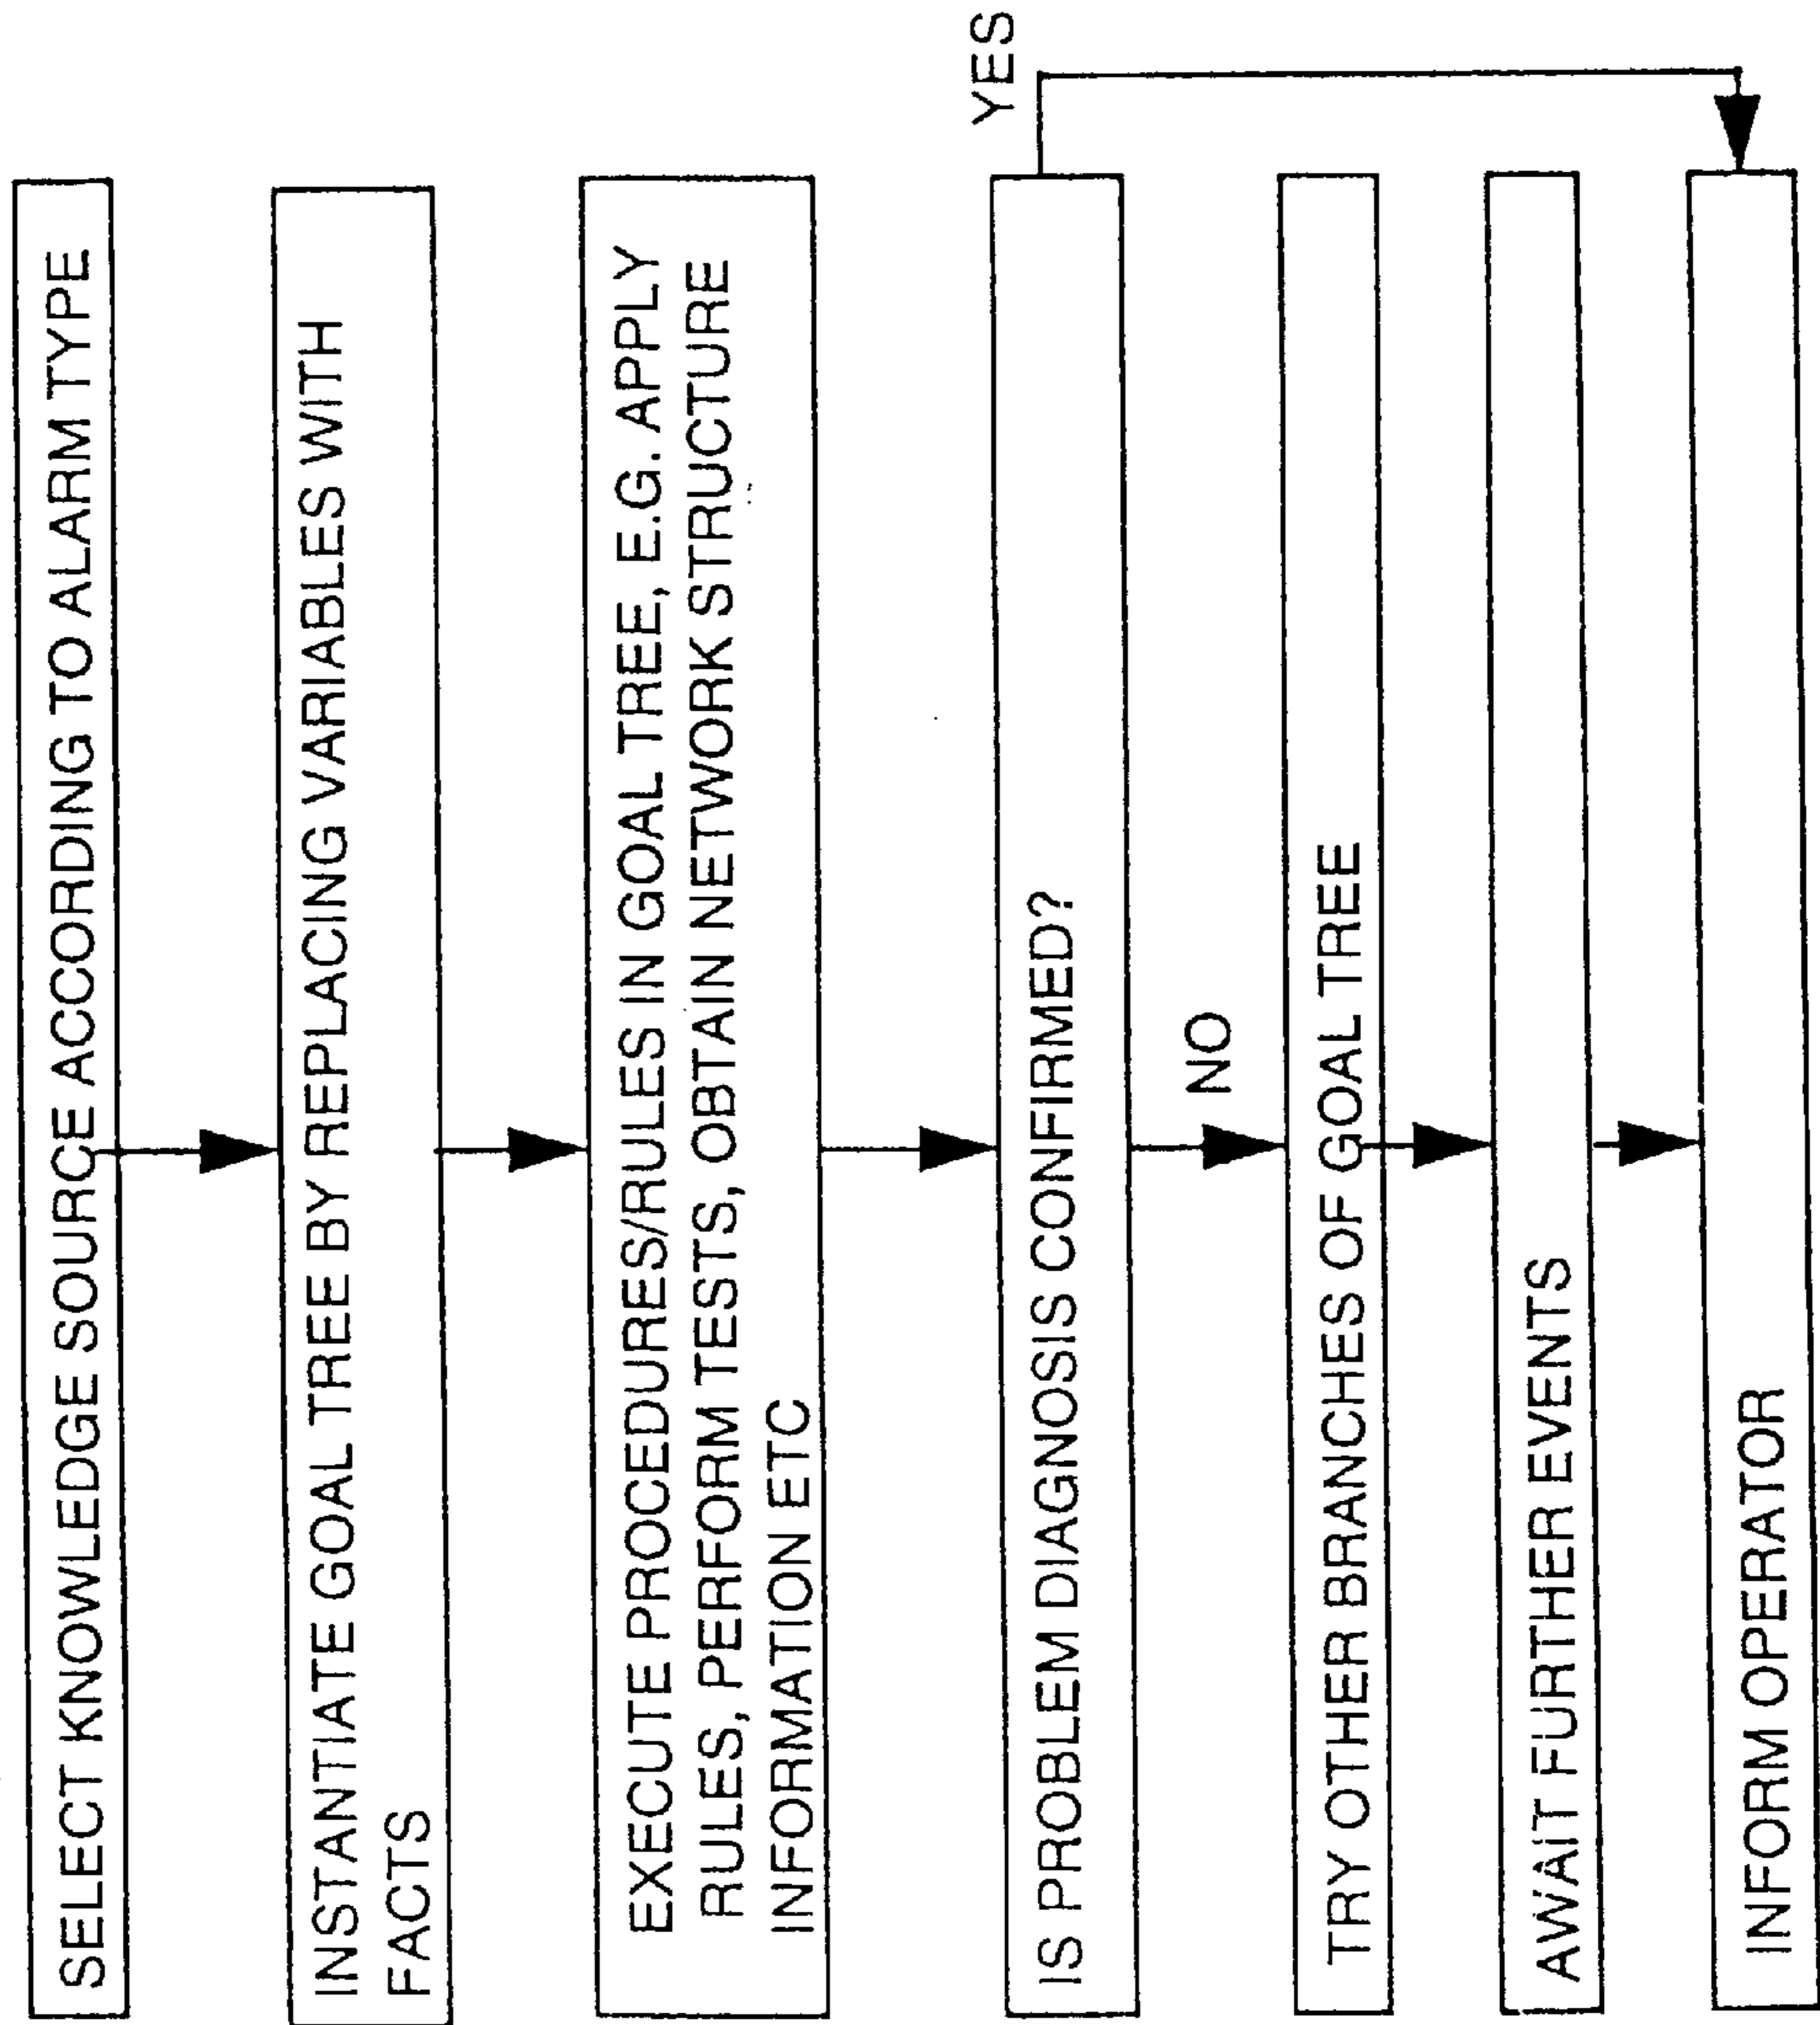 SELECT KNOWLEDGE SOURCE ACCORDING TO ALARM TYPE
INSTANTIATE GOAL TREE BY REPLACING VARIABLES WITH
FACTS
EXECUTE PROCEDURES/RULES IN GOAL TREE, E.G. APPLY
RULES, PERFORM TESTS, OBTAIN NETWORK STRUCTURE
INFORMATION ETC
IS PROBLEM DIAGNOSIS CONFIRMED?
YES
NO
TRY OTHER BRANCHES OF GOAL TREE
AWAIT FURTHER EVENTS
INFORM OPERATOR